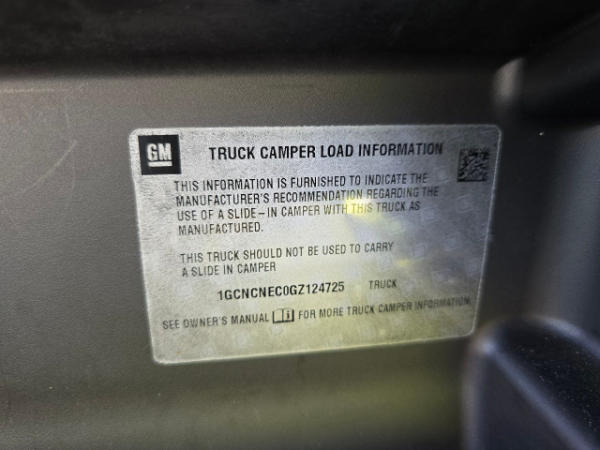 GM TRUCK CAMPER LOAD INFORMATION
THIS INFORMATION IS FURNISHED TO INDICATE THE
MANUFACTURER'S RECOMMENDATION REGARDING THE
USE OF A SLIDE-IN CAMPER WITH THIS TRUCK AS
MANUFACTURED.
THIS TRUCK SHOULD NOT BE USED TO CARRY
A SLIDE IN CAMPER
1GCNCNEC0GZ124725 TRUCK
SEE OWNER'S MANUAL FOR MORE TRUCK CAMPER INFORMATION